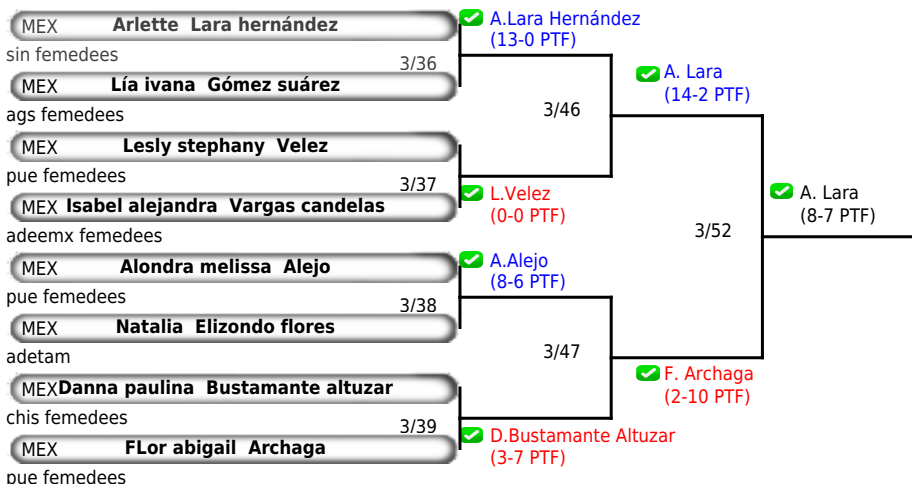 MEX Arlette Lara hernández
sin femedees
3/36
MEX Lía ivana Gómez suárez
ags femedees
MEX Lesly stephany Velez
pue femedees
3/37
MEX Isabel alejandra Vargas candelas
adeemx femedees
MEX Alondra melissa Alejo
pue femedees
3/38
MEX Natalia Elizondo flores
adetam
MEX Danna paulina Bustamante altuzar
chis femedees
3/39
MEX FLor abigail Archaga
pue femedees
A.Lara Hernández
(13-0 PTF)
3/46
L.Velez
(0-0 PTF)
A.Alejo
(8-6 PTF)
3/47
D.Bustamante Altuzar
(3-7 PTF)
A. Lara
(14-2 PTF)
3/52
F. Archaga
(2-10 PTF)
A. Lara
(8-7 PTF)